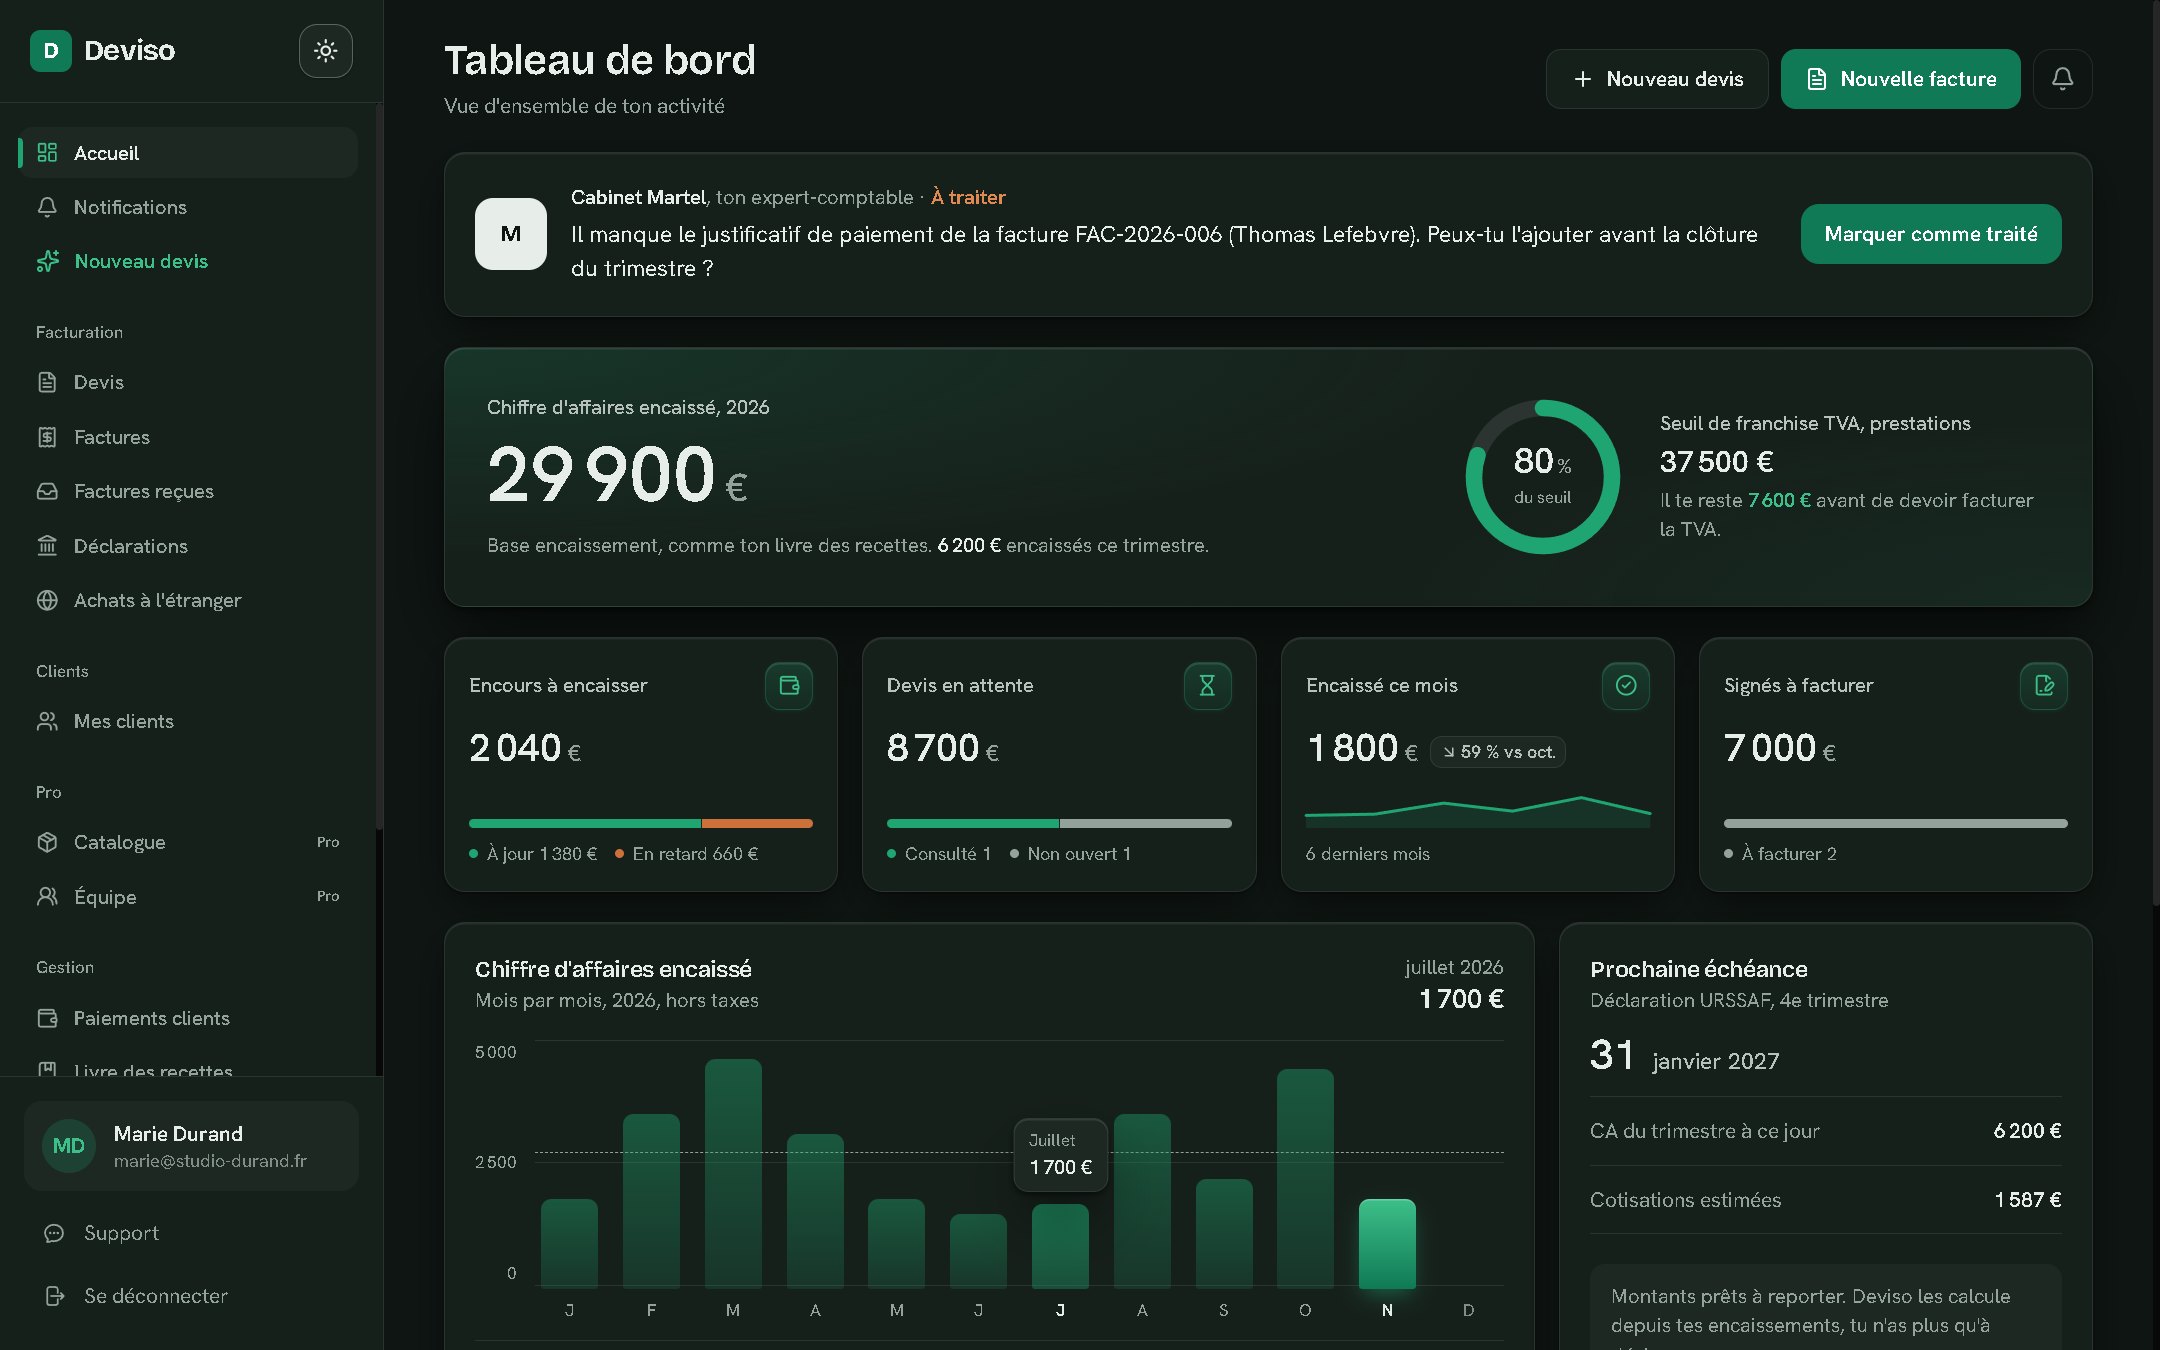 D Deviso
Accueil
Notifications
Nouveau devis
Facturation
Devis
Factures
Factures reçues
Déclarations
Achats à l'étranger
Clients
Mes clients
Pro
Catalogue Pro
Équipe Pro
Gestion
Paiements clients
Livre des recettes
MD Marie Durand
marie@studio-durand.fr
Support
Se déconnecter
Tableau de bord
Vue d'ensemble de ton activité
Nouveau devis
Nouvelle facture
M
Cabinet Martel, ton expert-comptable · À traiter
Il manque le justificatif de paiement de la facture FAC-2026-006 (Thomas Lefebvre). Peux-tu l'ajouter avant la clôture
du trimestre ?
Marquer comme traité
Chiffre d'affaires encaissé, 2026
29 900 €
Base encaissement, comme ton livre des recettes. 6 200 € encaissés ce trimestre.
80 %
du seuil
Seuil de franchise TVA, prestations
37 500 €
Il te reste 7 600 € avant de devoir facturer
la TVA.
Encours à encaisser
2 040 €
À jour 1 380 € En retard 660 €
Devis en attente
8 700 €
Consulté 1 Non ouvert 1
Encaissé ce mois
1 800 € ↘ 59 % vs oct.
6 derniers mois
Signés à facturer
7 000 €
À facturer 2
Chiffre d'affaires encaissé
Mois par mois, 2026, hors taxes
juillet 2026
1 700 €
5 000
2 500
0
Juillet
1 700 €
J F M A M J J A S O N D
Prochaine échéance
Déclaration URSSAF, 4e trimestre
31 janvier 2027
CA du trimestre à ce jour 6 200 €
Cotisations estimées 1 587 €
Montants prêts à reporter. Deviso les calcule
depuis tes encaissements, tu n'as plus qu'à